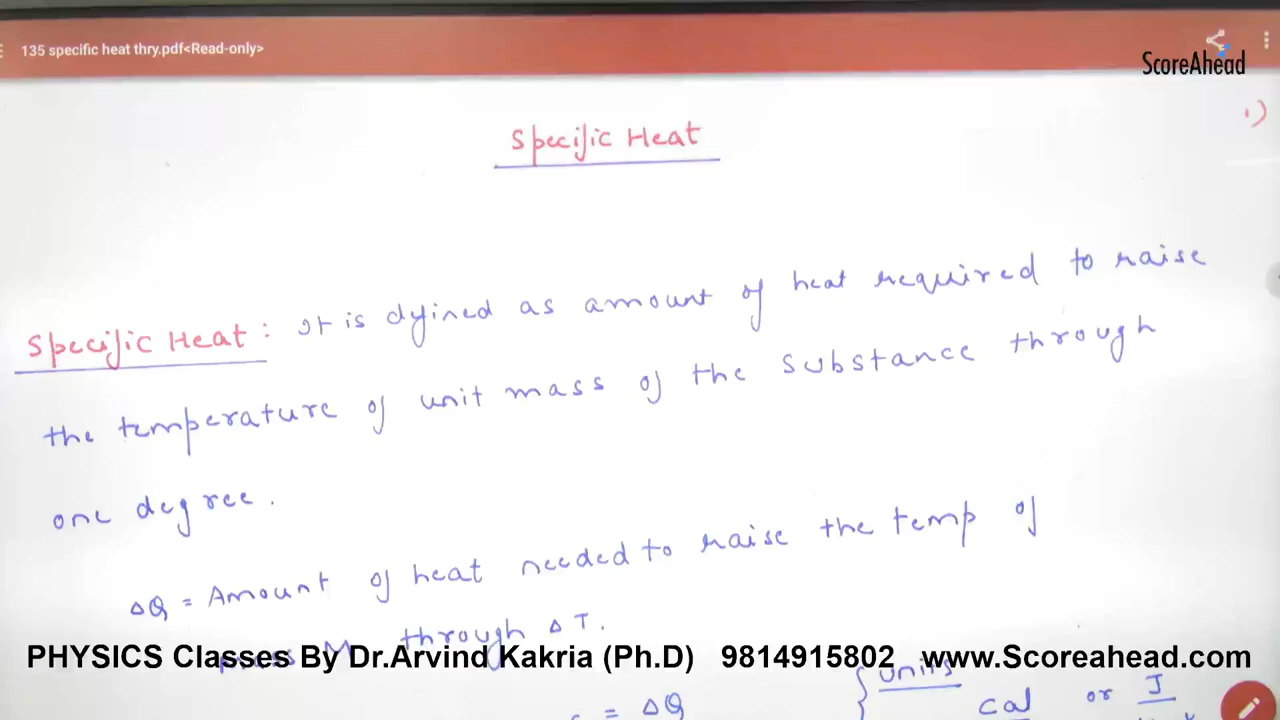 135 specific heat thry.pdf<Read-only>
ScoreAhead
1)
Specific Heat
Specific Heat: It is defined as amount of heat required to raise
the temperature of unit mass of the substance through
one degree.
ΔQ = Amount of heat needed to raise the temp of
mass M through ΔT.
PHYSICS Classes By Dr.Arvind Kakria (Ph.D) 9814915802 www.Scoreahead.com
units
= ΔQ
cal or J